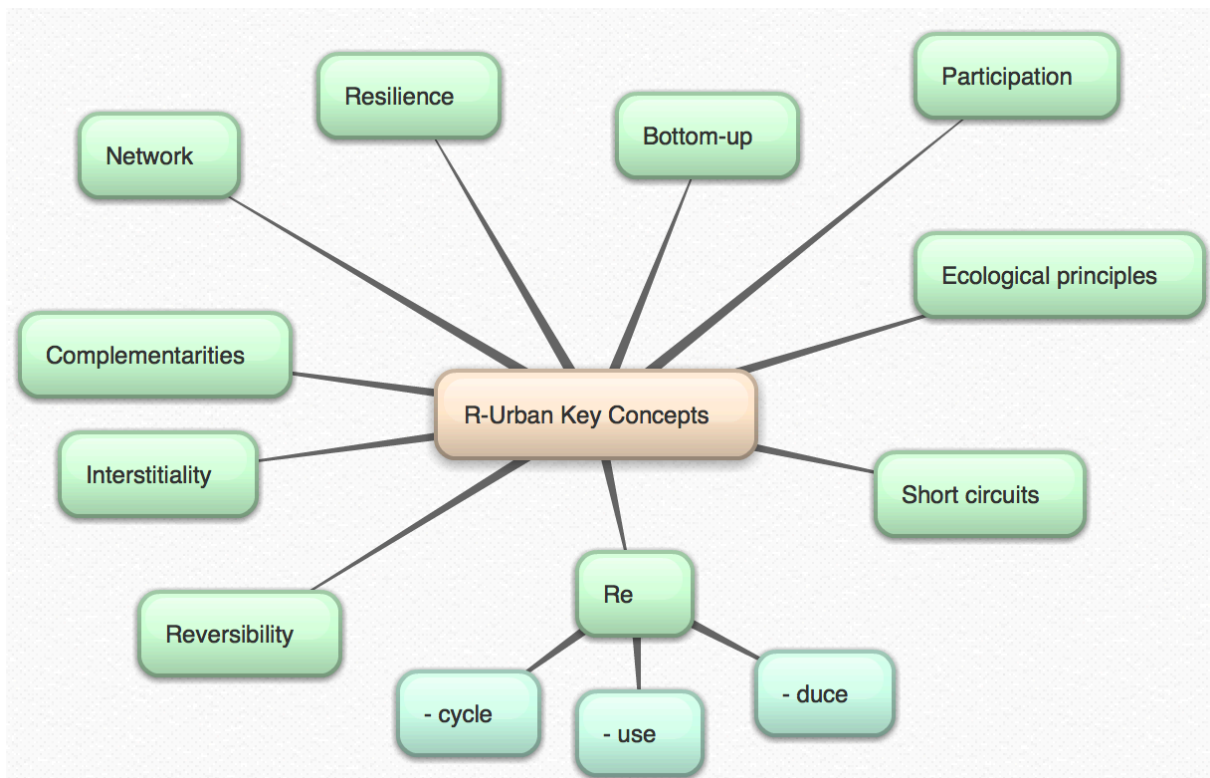 Participation
Resilience
Bottom-up
Network
Ecological principles
Complementarities
R-Urban Key Concepts
Interstitiality
Short circuits
Re
Reversibility
- duce
- cycle
- use